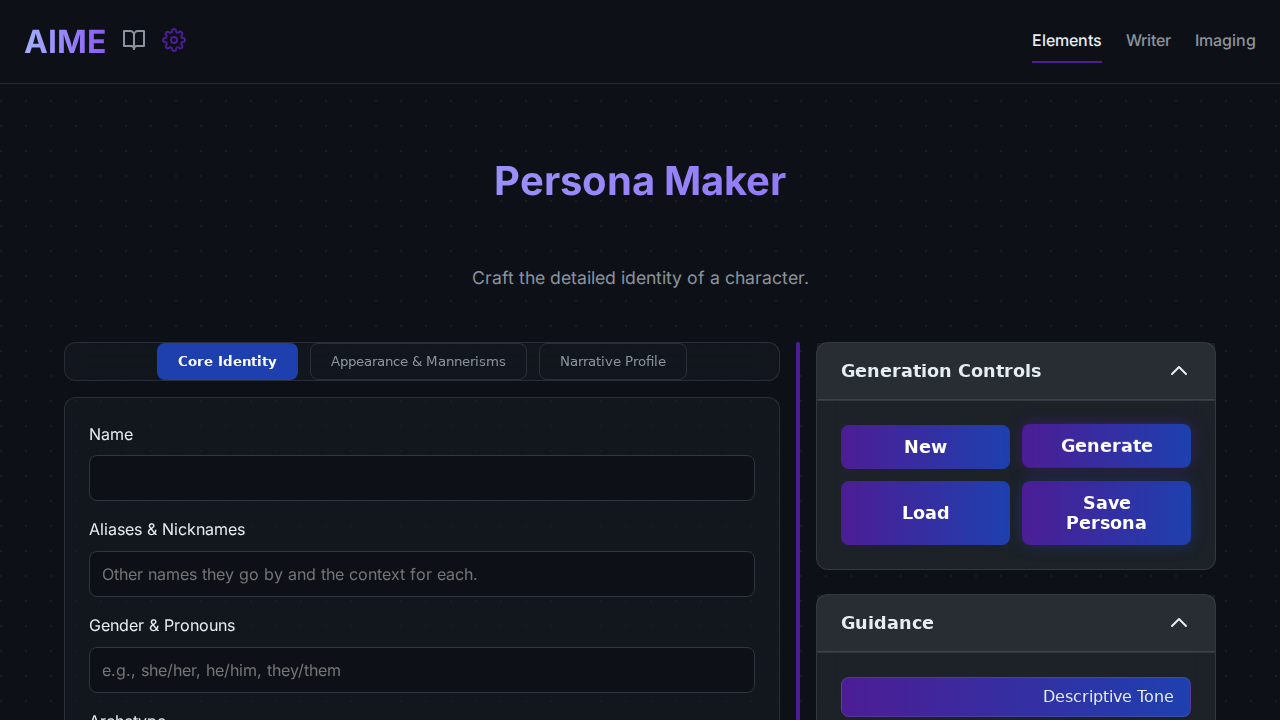 AIME
Elements
Writer
Imaging
Persona Maker
Craft the detailed identity of a character.
Core Identity
Appearance & Mannerisms
Narrative Profile
Name
Aliases & Nicknames
Other names they go by and the context for each.
Gender & Pronouns
e.g., she/her, he/him, they/them
Archetype
Generation Controls
New
Generate
Load
Save
Persona
Guidance
Descriptive Tone